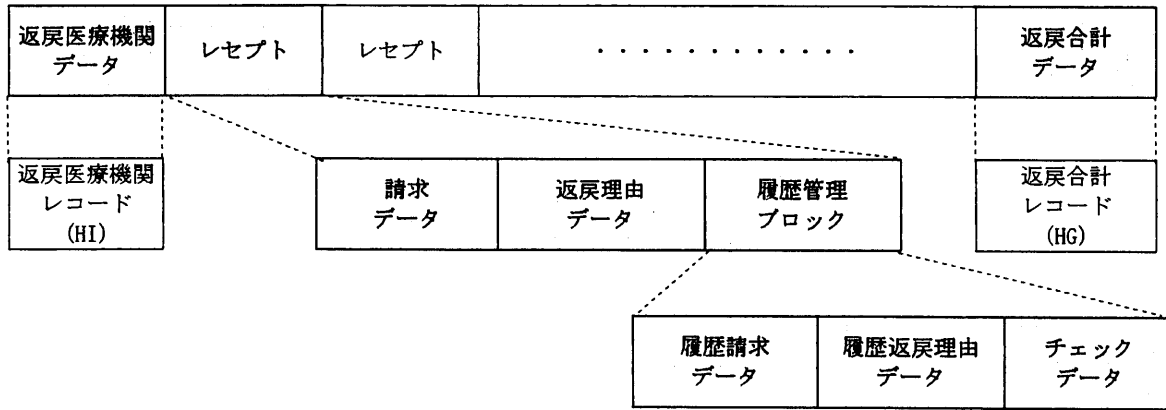 返戻医療機関
データ
レセプト
レセプト
・・・・・・・・・・・・・
返戻合計
データ
返戻医療機関
レコード
(HI)
請求
データ
返戻理由
データ
履歴管理
ブロック
返戻合計
レコード
(HG)
履歴請求
データ
履歴返戻理由
データ
チェック
データ